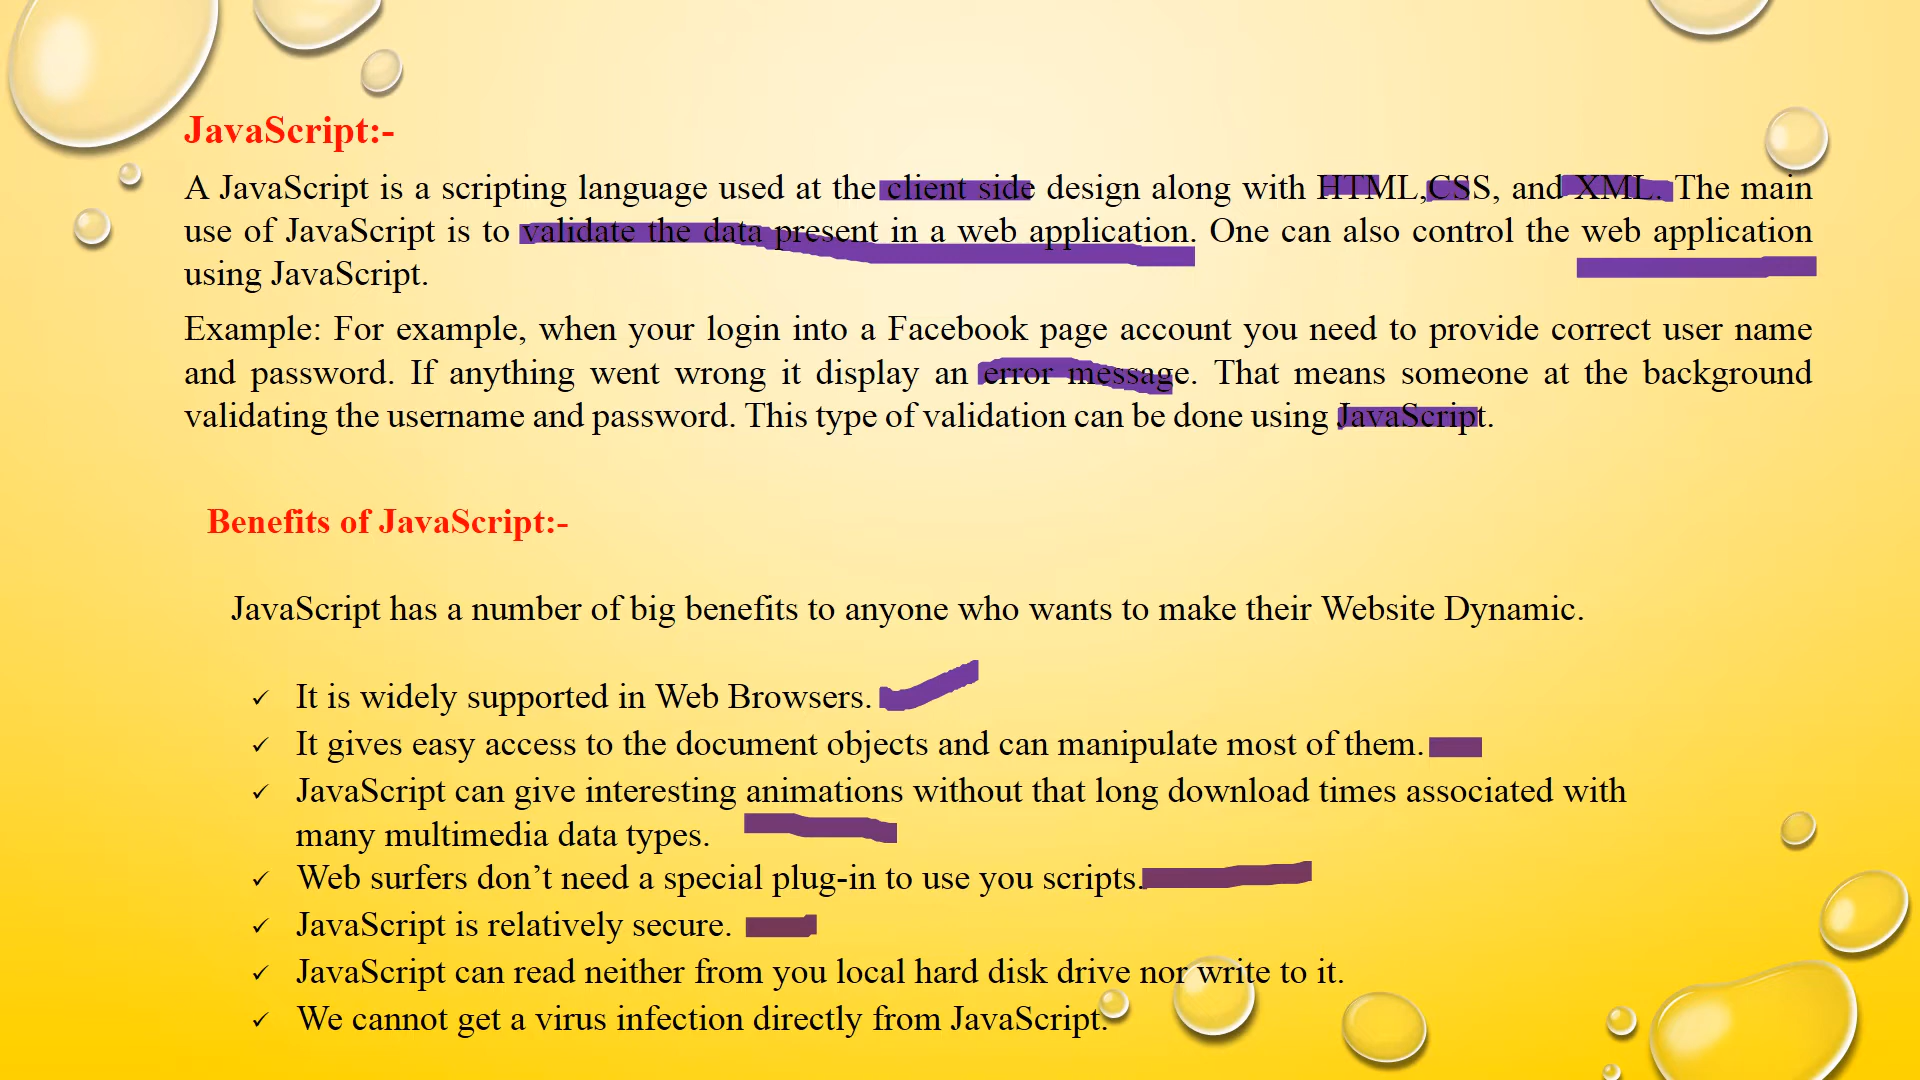 JavaScript:-
A JavaScript is a scripting language used at the client side design along with HTML,CSS, and XML. The main
use of JavaScript is to validate the data present in a web application. One can also control the web application
using JavaScript.
Example: For example, when your login into a Facebook page account you need to provide correct user name
and password. If anything went wrong it display an error message. That means someone at the background
validating the username and password. This type of validation can be done using JavaScript.
Benefits of JavaScript:-
JavaScript has a number of big benefits to anyone who wants to make their Website Dynamic.
✓ It is widely supported in Web Browsers.
✓ It gives easy access to the document objects and can manipulate most of them.
✓ JavaScript can give interesting animations without that long download times associated with
many multimedia data types.
✓ Web surfers don’t need a special plug-in to use you scripts.
✓ JavaScript is relatively secure.
✓ JavaScript can read neither from you local hard disk drive nor write to it.
✓ We cannot get a virus infection directly from JavaScript.